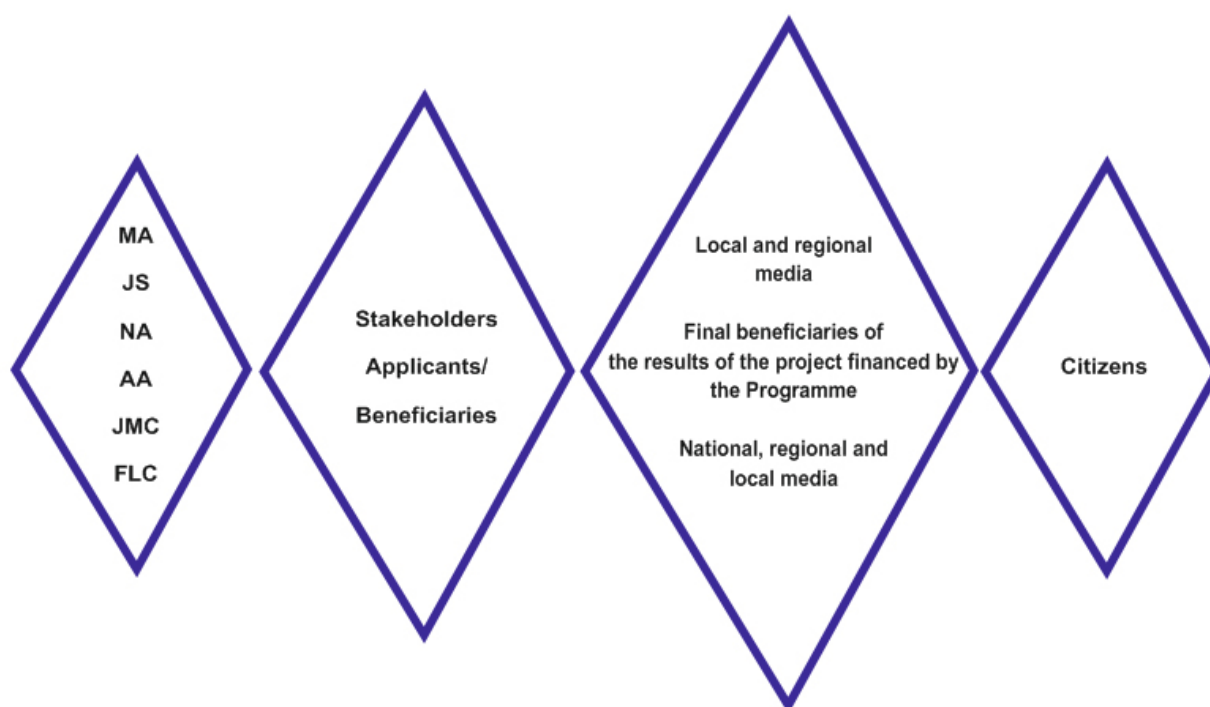 MA
JS
NA
AA
JMC
FLC
Stakeholders
Applicants/
Beneficiaries
Local and regional
media
Final beneficiaries of
the results of the project financed by
the Programme
National, regional and
local media
Citizens